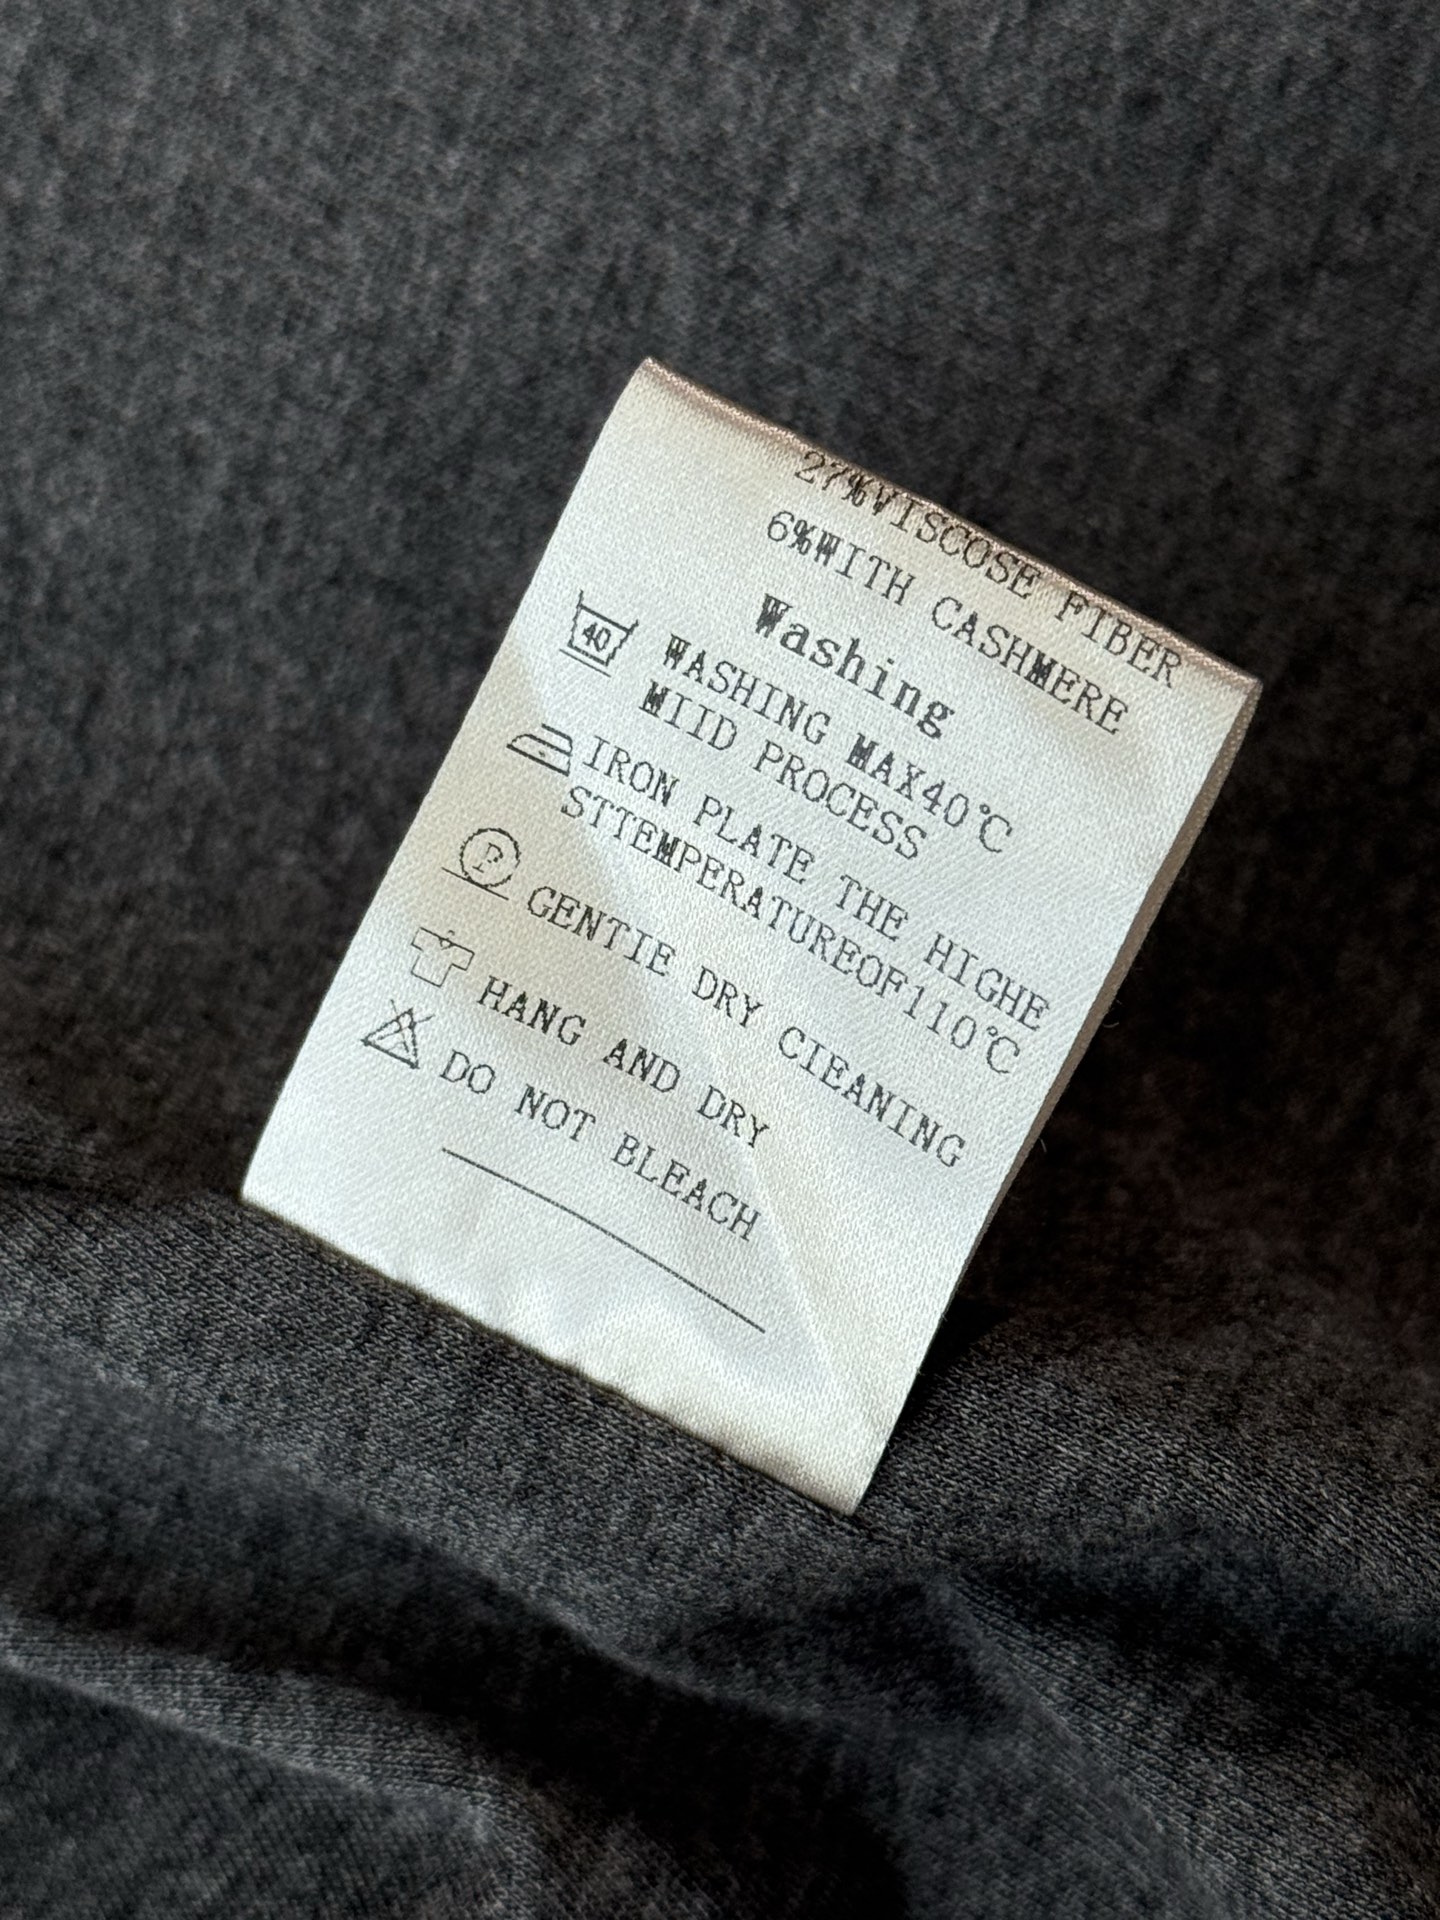 27%VISCOSE FIBER
6%WITH CASHMERE
Washing
40 WASHING MAX40℃
MIID PROCESS
IRON PLATE THE HIGHE
STTEMPERATUREOF110℃
P GENTIE DRY CIEANING
HANG AND DRY
DO NOT BLEACH